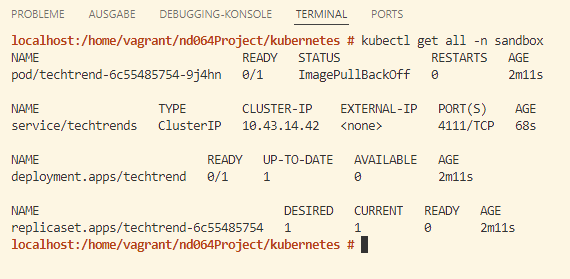 PROBLEME AUSGABE DEBUGGING-KONSOLE TERMINAL PORTS
localhost:/home/vagrant/nd064Project/kubernetes # kubectl get all -n sandbox
NAME READY STATUS RESTARTS AGE
pod/techtrend-6c55485754-9j4hn 0/1 ImagePullBackOff 0 2m11s
NAME TYPE CLUSTER-IP EXTERNAL-IP PORT(S) AGE
service/techtrends ClusterIP 10.43.14.42 <none> 4111/TCP 68s
NAME READY UP-TO-DATE AVAILABLE AGE
deployment.apps/techtrend 0/1 1 0 2m11s
NAME DESIRED CURRENT READY AGE
replicaset.apps/techtrend-6c55485754 1 1 0 2m11s
localhost:/home/vagrant/nd064Project/kubernetes #